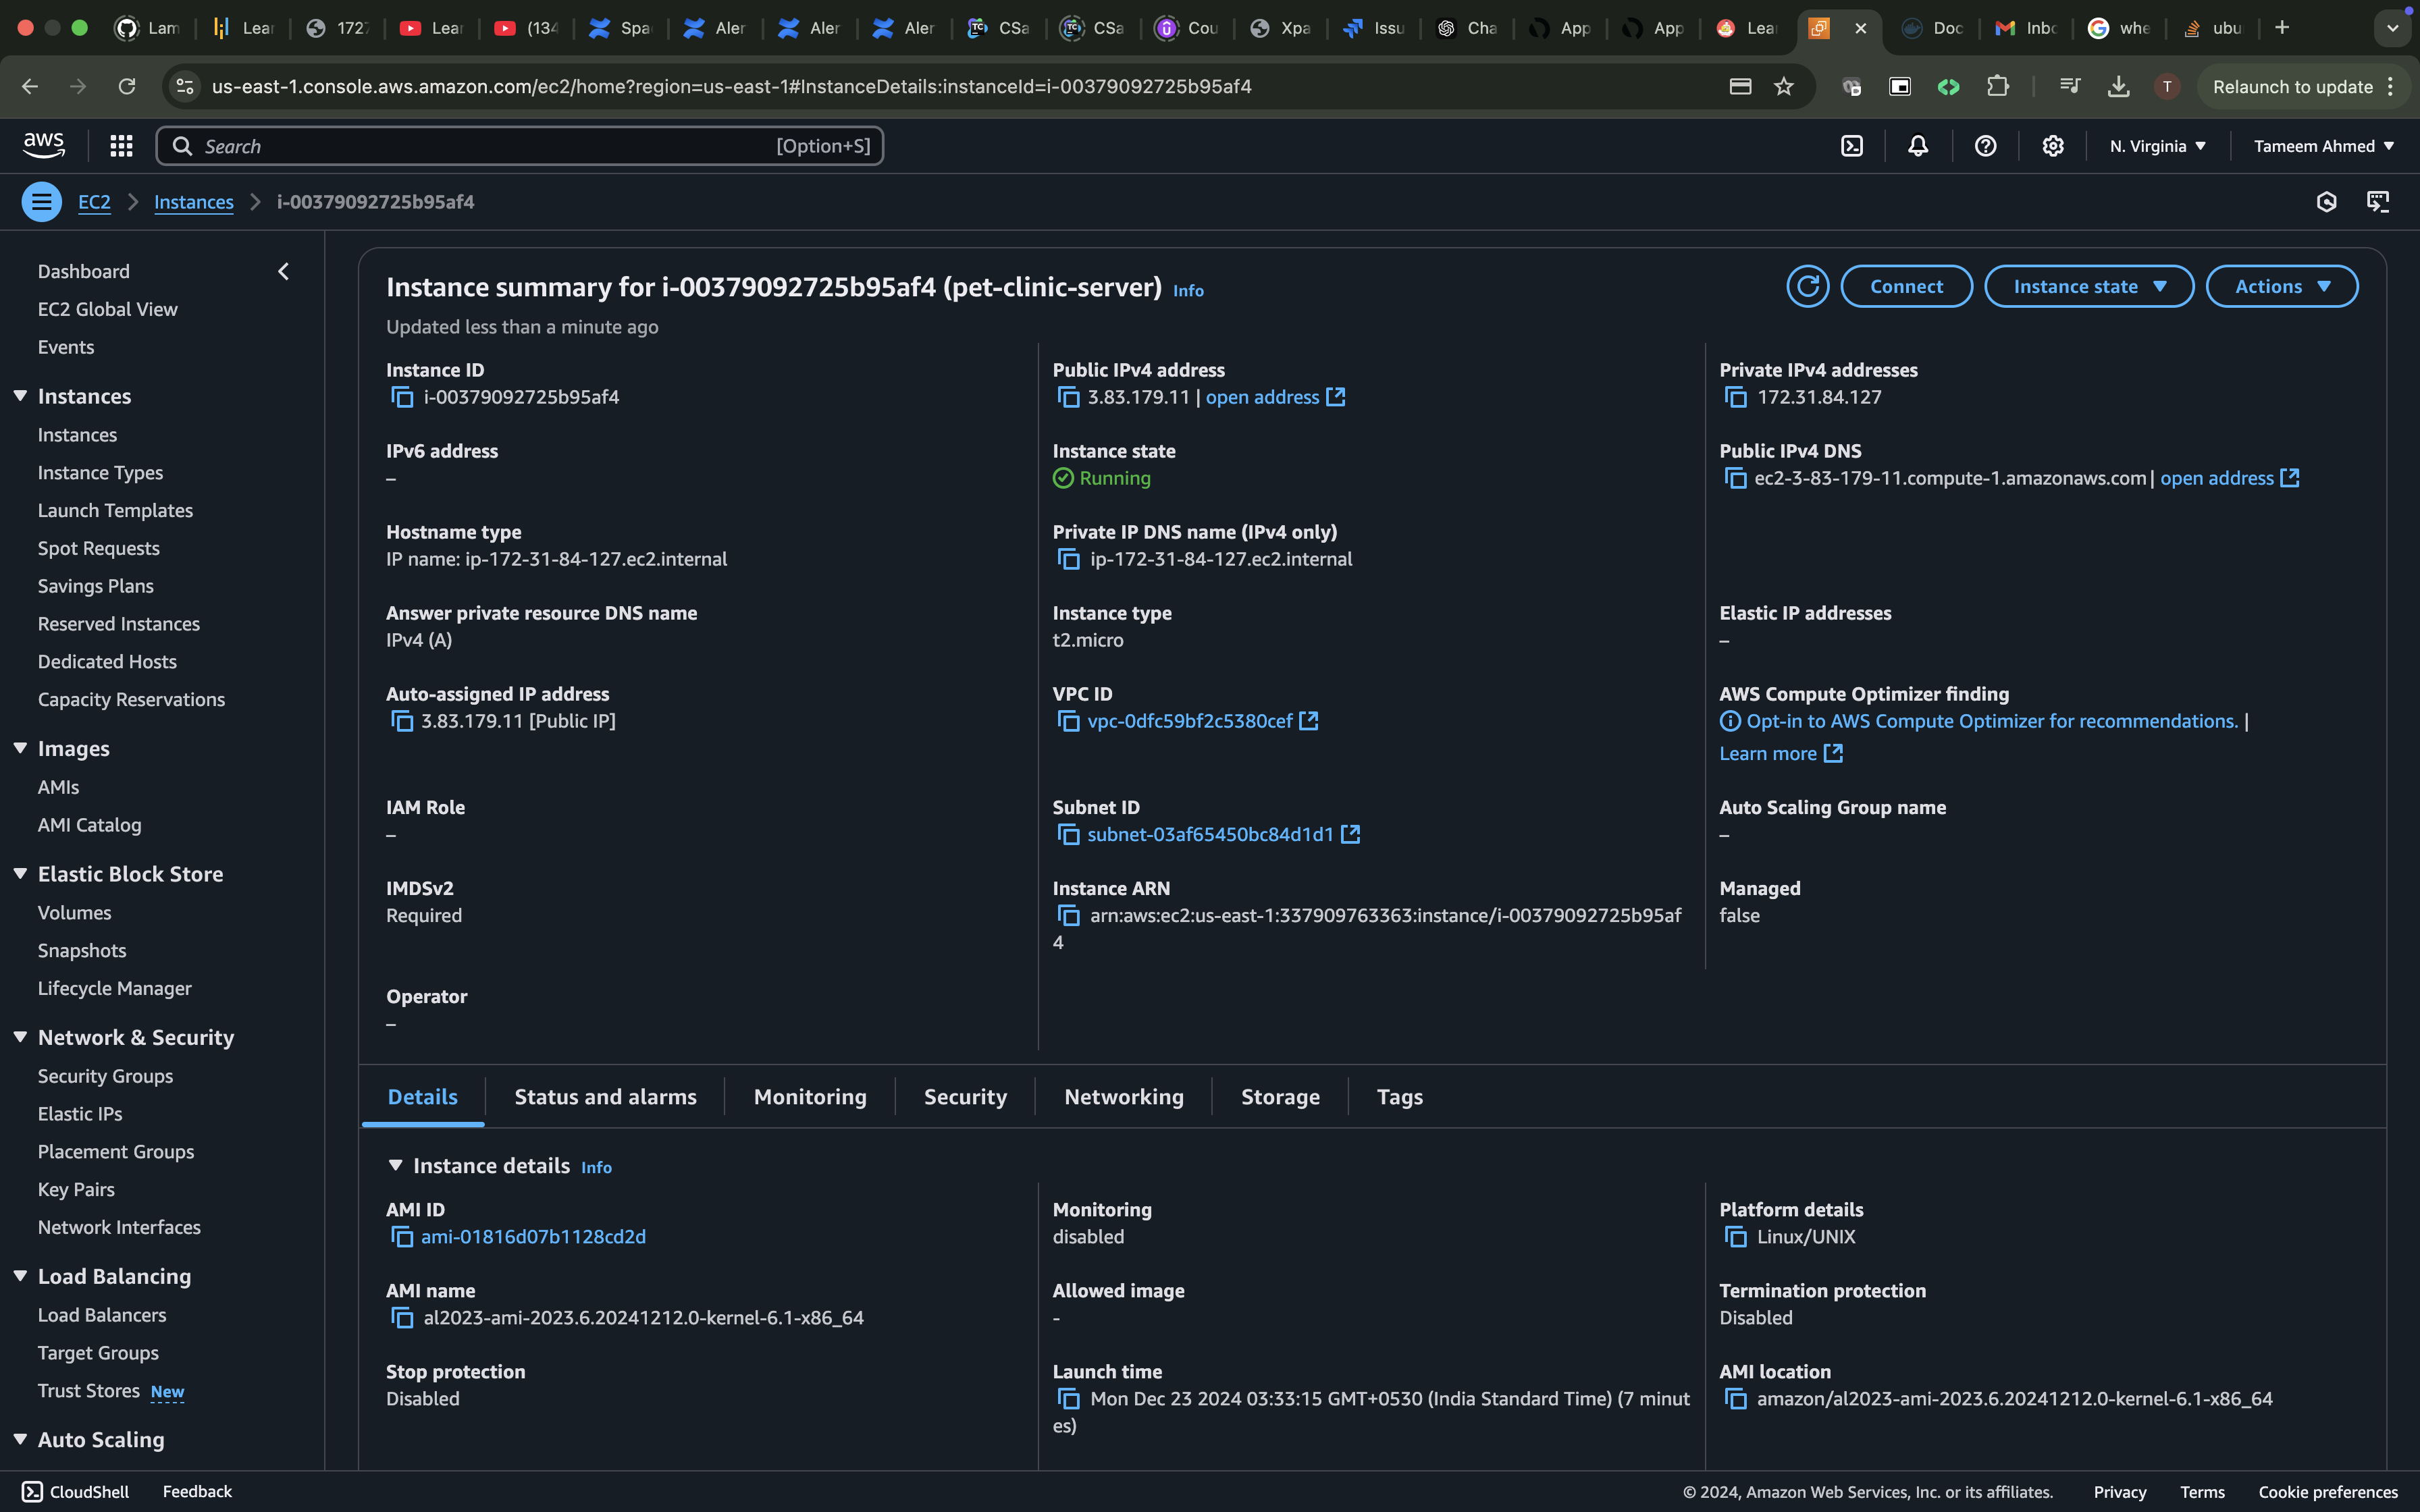 Lam
Lear
1727
Lear
(134
Spac
Aler
Aler
Aler
CSa
CSa
Cou
Xpa
Issu
Cha
App
App
Lear
Doc
Inbo
whe
ubu
us-east-1.console.aws.amazon.com/ec2/home?region=us-east-1#InstanceDetails:instanceId=i-00379092725b95af4
T
Relaunch to update
aws
Search
[Option+S]
N. Virginia
Tameem Ahmed
EC2
Instances
i-00379092725b95af4
Dashboard
EC2 Global View
Events
Instances
Instances
Instance Types
Launch Templates
Spot Requests
Savings Plans
Reserved Instances
Dedicated Hosts
Capacity Reservations
Images
AMIs
AMI Catalog
Elastic Block Store
Volumes
Snapshots
Lifecycle Manager
Network & Security
Security Groups
Elastic IPs
Placement Groups
Key Pairs
Network Interfaces
Load Balancing
Load Balancers
Target Groups
Trust Stores New
Auto Scaling
Instance summary for i-00379092725b95af4 (pet-clinic-server) Info
Updated less than a minute ago
Connect
Instance state
Actions
Instance ID
i-00379092725b95af4
Public IPv4 address
3.83.179.11 | open address
Private IPv4 addresses
172.31.84.127
IPv6 address
–
Instance state
Running
Public IPv4 DNS
ec2-3-83-179-11.compute-1.amazonaws.com | open address
Hostname type
IP name: ip-172-31-84-127.ec2.internal
Private IP DNS name (IPv4 only)
ip-172-31-84-127.ec2.internal
Answer private resource DNS name
IPv4 (A)
Instance type
t2.micro
Elastic IP addresses
–
Auto-assigned IP address
3.83.179.11 [Public IP]
VPC ID
vpc-0dfc59bf2c5380cef
AWS Compute Optimizer finding
Opt-in to AWS Compute Optimizer for recommendations. |
Learn more
IAM Role
–
Subnet ID
subnet-03af65450bc84d1d1
Auto Scaling Group name
–
IMDSv2
Required
Instance ARN
arn:aws:ec2:us-east-1:337909763363:instance/i-00379092725b95af
4
Managed
false
Operator
–
Details
Status and alarms
Monitoring
Security
Networking
Storage
Tags
Instance details Info
AMI ID
ami-01816d07b1128cd2d
Monitoring
disabled
Platform details
Linux/UNIX
AMI name
al2023-ami-2023.6.20241212.0-kernel-6.1-x86_64
Allowed image
-
Termination protection
Disabled
Stop protection
Disabled
Launch time
Mon Dec 23 2024 03:33:15 GMT+0530 (India Standard Time) (7 minut
es)
AMI location
amazon/al2023-ami-2023.6.20241212.0-kernel-6.1-x86_64
CloudShell
Feedback
© 2024, Amazon Web Services, Inc. or its affiliates.
Privacy
Terms
Cookie preferences